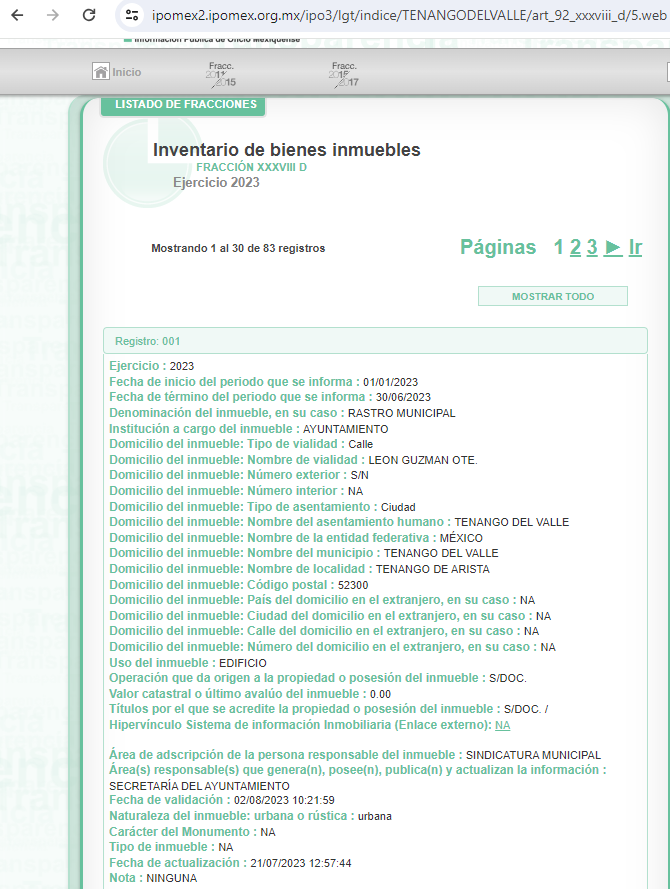 ipomex2.ipomex.org.mx/ipo3/lgt/indice/TENANGODELVALLE/art_92_xxxviii_d/5.web
Información Pública de Oficio Mexiquense
Inicio
Fracc.
2015
Fracc.
2017
LISTADO DE FRACCIONES
Inventario de bienes inmuebles
FRACCIÓN XXXVIII D
Ejercicio 2023
Mostrando 1 al 30 de 83 registros
Páginas 1 2 3 ► Ir
MOSTRAR TODO
Registro: 001
Ejercicio : 2023
Fecha de inicio del periodo que se informa : 01/01/2023
Fecha de término del periodo que se informa : 30/06/2023
Denominación del inmueble, en su caso : RASTRO MUNICIPAL
Institución a cargo del inmueble : AYUNTAMIENTO
Domicilio del inmueble: Tipo de vialidad : Calle
Domicilio del inmueble: Nombre de vialidad : LEON GUZMAN OTE.
Domicilio del inmueble: Número exterior : S/N
Domicilio del inmueble: Número interior : NA
Domicilio del inmueble: Tipo de asentamiento : Ciudad
Domicilio del inmueble: Nombre del asentamiento humano : TENANGO DEL VALLE
Domicilio del inmueble: Nombre de la entidad federativa : MÉXICO
Domicilio del inmueble: Nombre del municipio : TENANGO DEL VALLE
Domicilio del inmueble: Nombre de localidad : TENANGO DE ARISTA
Domicilio del inmueble: Código postal : 52300
Domicilio del inmueble: País del domicilio en el extranjero, en su caso : NA
Domicilio del inmueble: Ciudad del domicilio en el extranjero, en su caso : NA
Domicilio del inmueble: Calle del domicilio en el extranjero, en su caso : NA
Domicilio del inmueble: Número del domicilio en el extranjero, en su caso : NA
Uso del inmueble : EDIFICIO
Operación que da origen a la propiedad o posesión del inmueble : S/DOC.
Valor catastral o último avalúo del inmueble : 0.00
Títulos por el que se acredite la propiedad o posesión del inmueble : S/DOC. /
Hipervínculo Sistema de información Inmobiliaria (Enlace externo): NA
Área de adscripción de la persona responsable del inmueble : SINDICATURA MUNICIPAL
Área(s) responsable(s) que genera(n), posee(n), publica(n) y actualizan la información :
SECRETARÍA DEL AYUNTAMIENTO
Fecha de validación : 02/08/2023 10:21:59
Naturaleza del inmueble: urbana o rústica : urbana
Carácter del Monumento : NA
Tipo de inmueble : NA
Fecha de actualización : 21/07/2023 12:57:44
Nota : NINGUNA